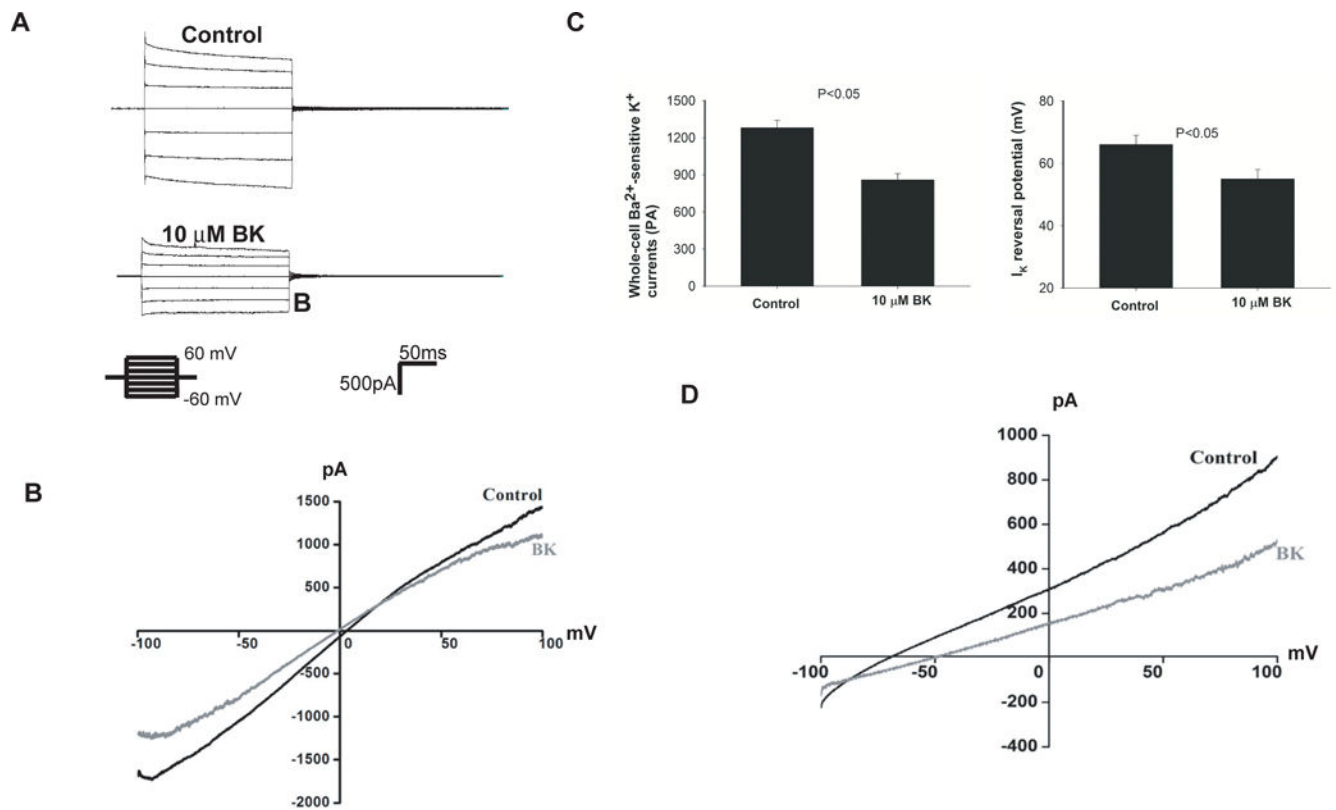 A
Control
10 μM BK
B
60 mV
-60 mV
50ms
500pA
C
P<0.05
Whole-cell Ba²⁺-sensitive K⁺
currents (PA)
1500
1200
900
600
300
0
Control
10 μM BK
P<0.05
I_K reversal potential (mV)
80
60
40
20
Control
10 μM BK
B
pA
Control
BK
1500
1000
500
-500
-1000
-1500
-2000
-100
-50
0
50
100
mV
D
pA
Control
BK
1000
800
600
400
200
-200
-400
-100
-50
0
50
100
mV